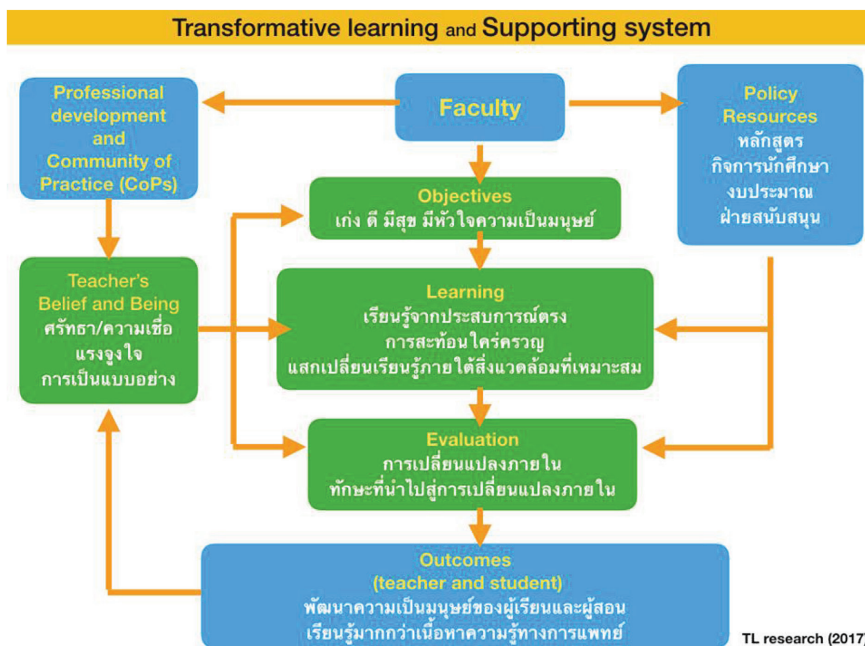 Transformative learning and Supporting system
Professional
development
and
Community of
Practice (CoPs)
Faculty
Policy
Resources
หลักสูตร
กิจการนักศึกษา
งบประมาณ
ฝ่ายสนับสนุน
Objectives
เก่ง ดี มีสุข มีหัวใจความเป็นมนุษย์
Teacher's
Belief and Being
ศรัทธา/ความเชื่อ
แรงจูงใจ
การเป็นแบบอย่าง
Learning
เรียนรู้จากประสบการณ์ตรง
การสะท้อนใคร่ครวญ
แสกเปลี่ยนเรียนรู้ภายใต้สิ่งแวดล้อมที่เหมาะสม
Evaluation
การเปลี่ยนแปลงภายใน
ทักษะที่นำไปสู่การเปลี่ยนแปลงภายใน
Outcomes
(teacher and student)
พัฒนาความเป็นมนุษย์ของผู้เรียนและผู้สอน
เรียนรู้มากกว่าเนื้อหาความรู้ทางการแพทย์
TL research (2017)